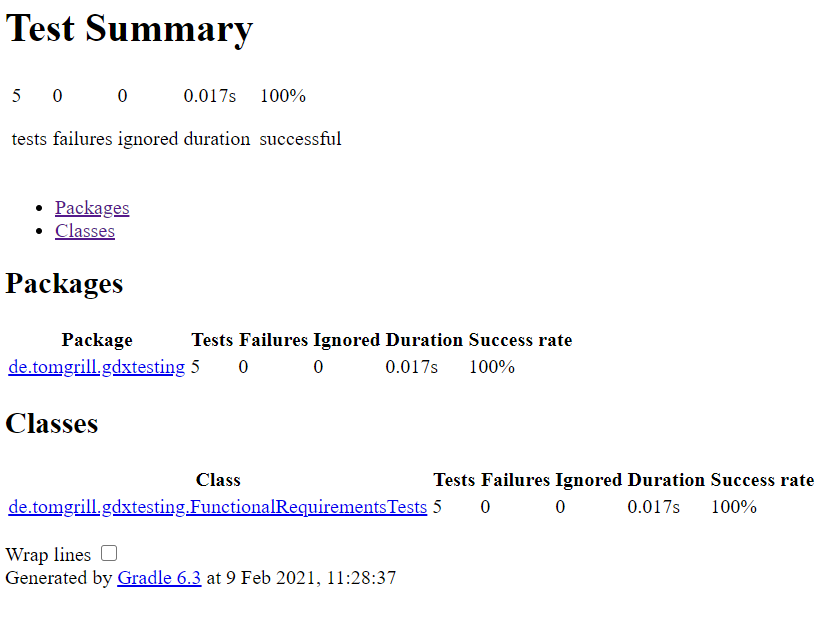 Test Summary
5 0 0 0.017s 100%
tests failures ignored duration successful
Packages
Classes
Packages
Package Tests Failures Ignored Duration Success rate
de.tomgrill.gdxtesting 5 0 0 0.017s 100%
Classes
Class Tests Failures Ignored Duration Success rate
de.tomgrill.gdxtesting.FunctionalRequirementsTests 5 0 0 0.017s 100%
Wrap lines
Generated by Gradle 6.3 at 9 Feb 2021, 11:28:37